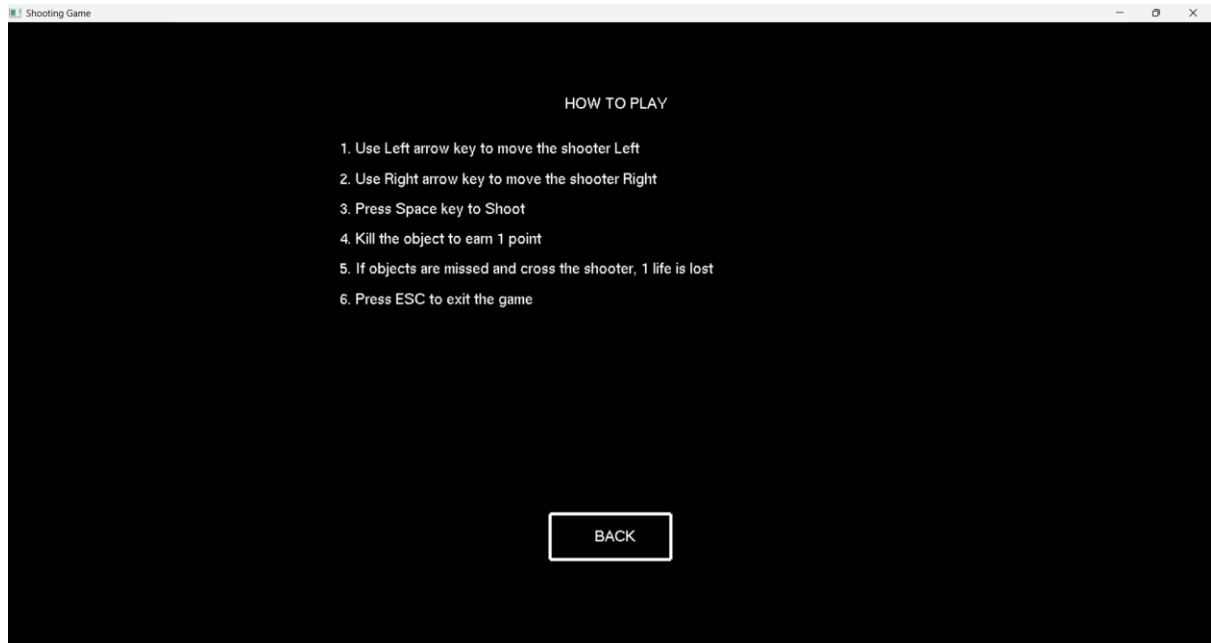 Shooting Game
HOW TO PLAY
1. Use Left arrow key to move the shooter Left
2. Use Right arrow key to move the shooter Right
3. Press Space key to Shoot
4. Kill the object to earn 1 point
5. If objects are missed and cross the shooter, 1 life is lost
6. Press ESC to exit the game
BACK